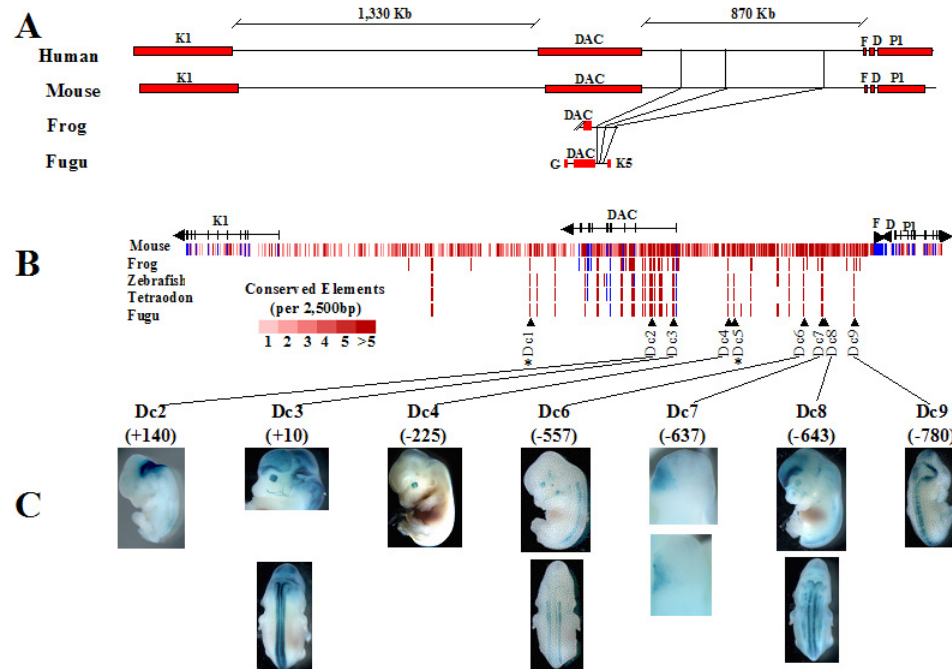 A
1,330 Kb
870 Kb
K1
DAC
F D P1
Human
K1
DAC
F D P1
Mouse
DAC
Frog
DAC
Fugu
G
K5
B
K1
DAC
F D P1
Mouse
Frog
Zebrafish
Tetraodon
Fugu
Conserved Elements
(per 2,500bp)
1 2 3 4 5 >5
*Dc1
Dc2
Dc3
Dc4
*Dc5
Dc6
Dc7
Dc8
Dc9
Dc2 Dc3 Dc4 Dc6 Dc7 Dc8 Dc9
(+140) (+10) (-225) (-557) (-637) (-643) (-780)
C